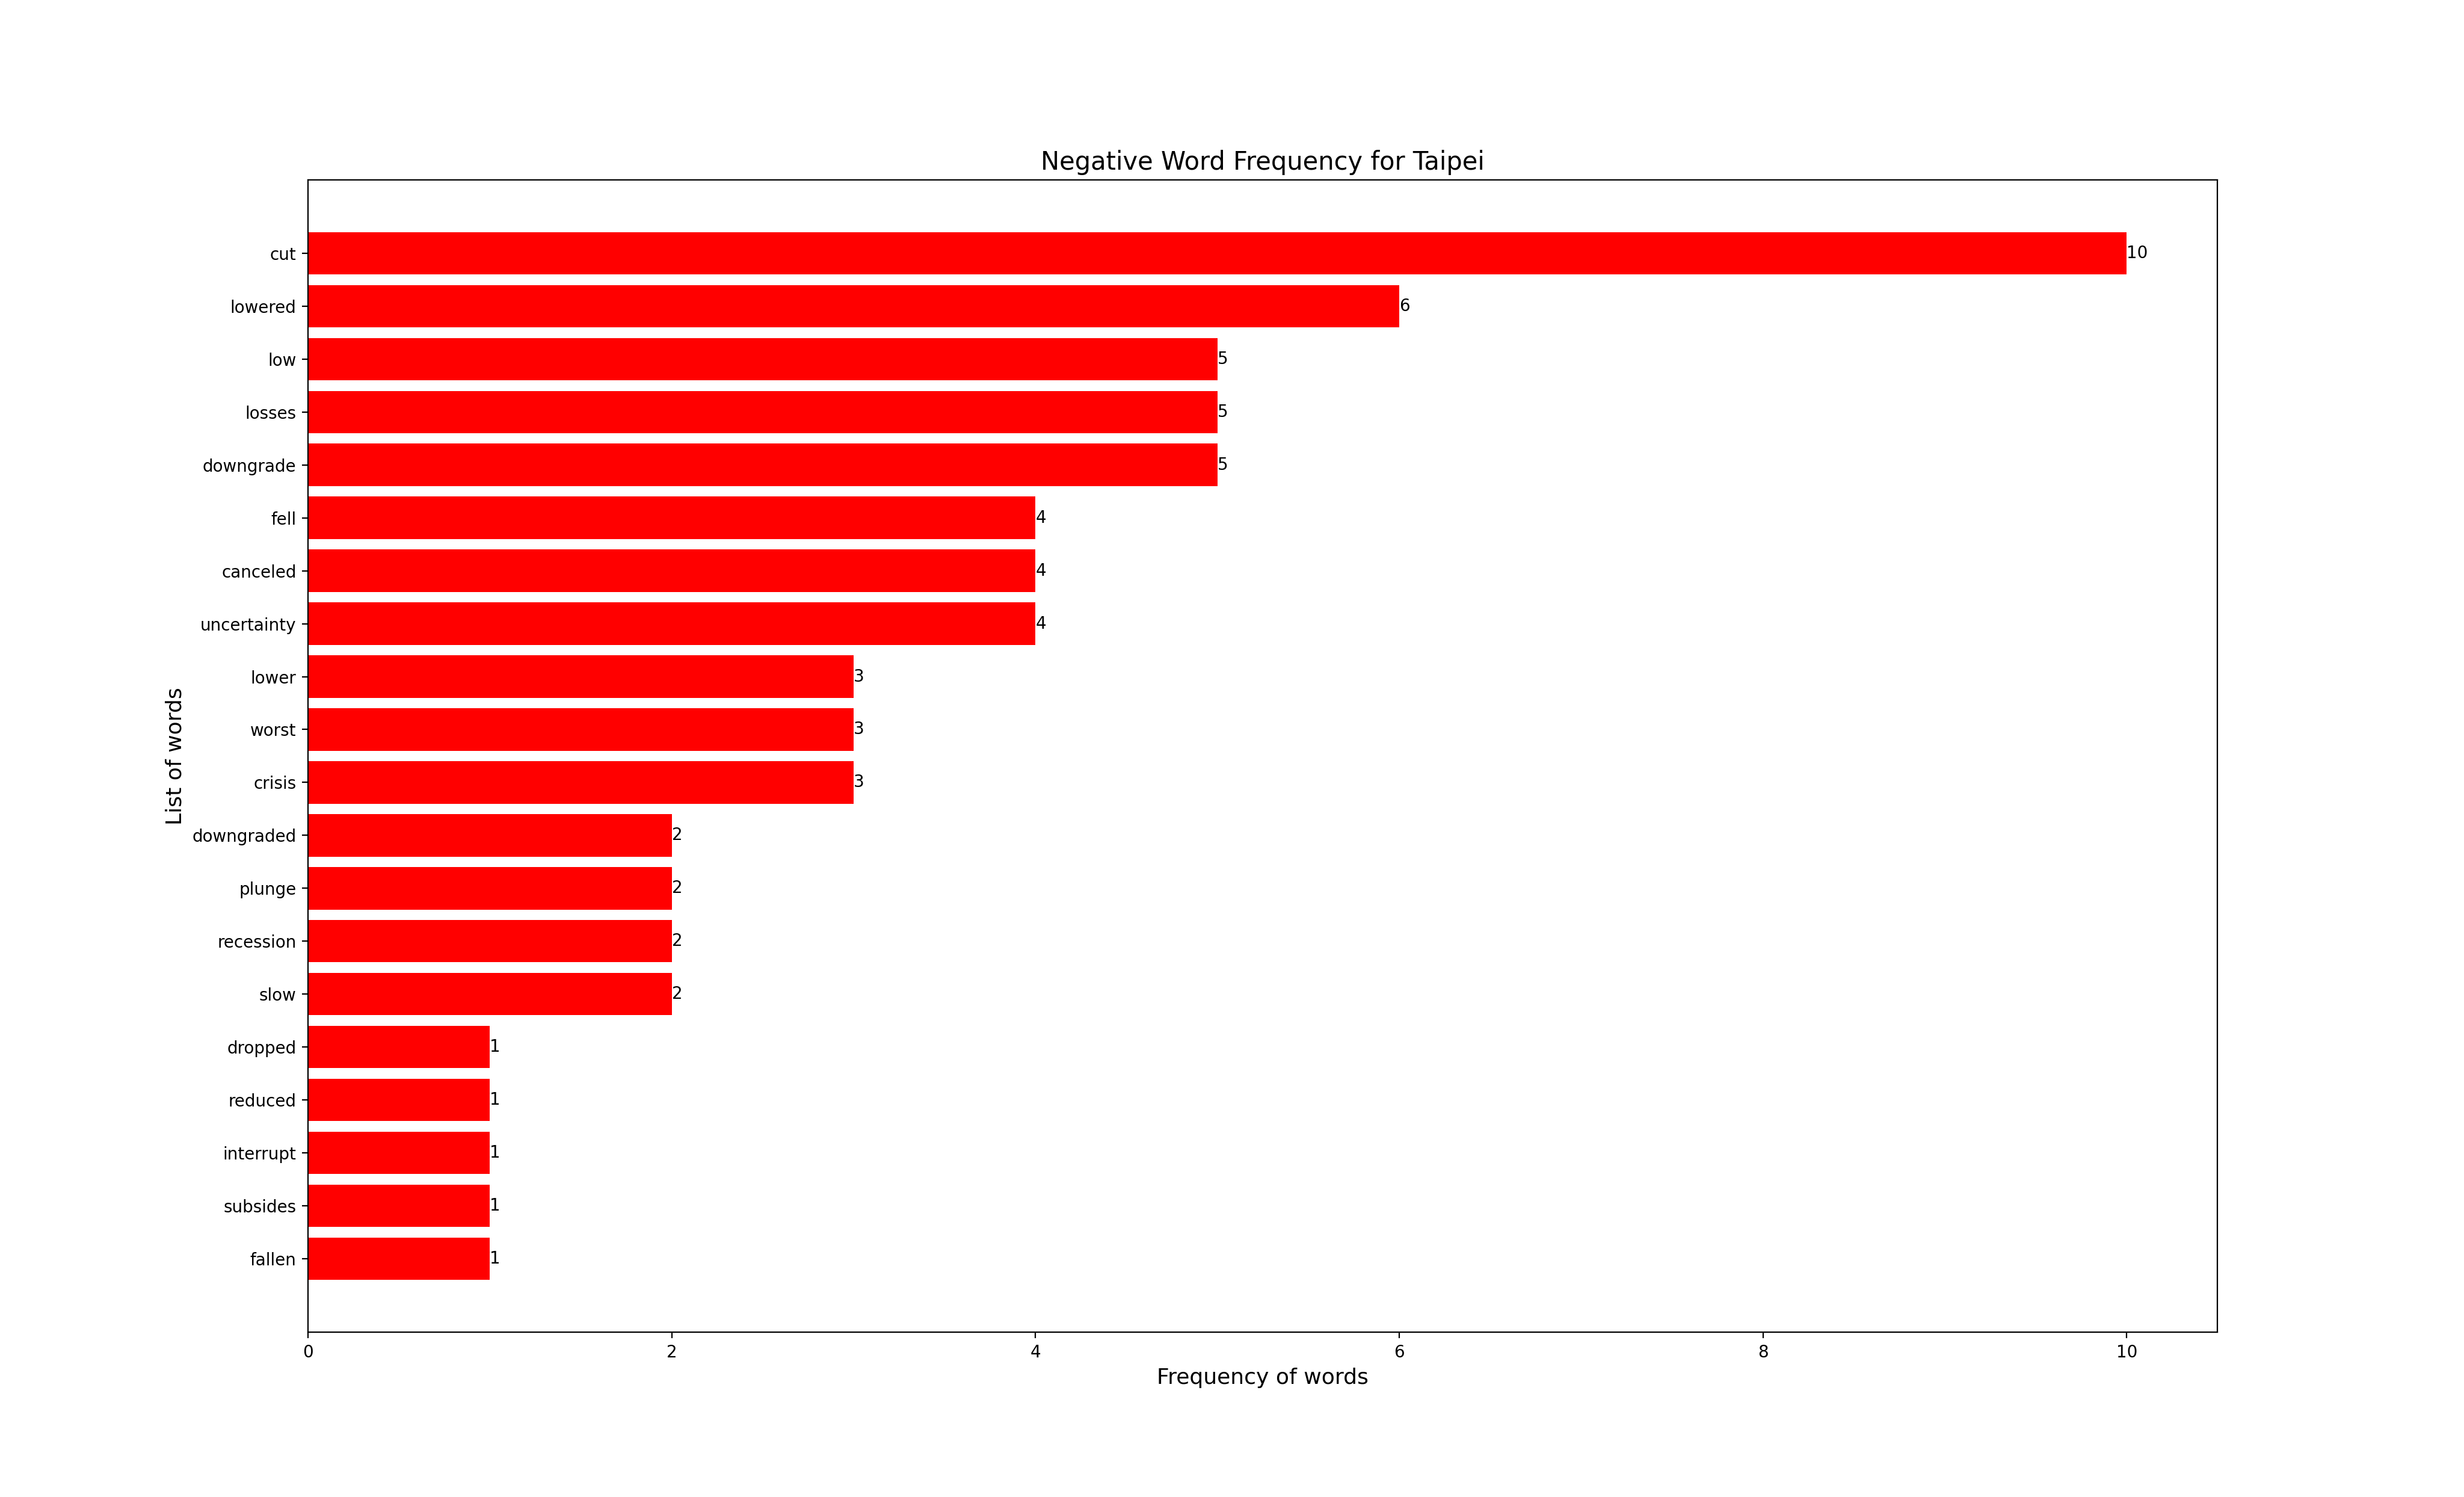 Negative Word Frequency for Taipei
cut 10
lowered 6
low 5
losses 5
downgrade 5
fell 4
canceled 4
uncertainty 4
lower 3
worst 3
crisis 3
downgraded 2
plunge 2
recession 2
slow 2
dropped 1
reduced 1
interrupt 1
subsides 1
fallen 1
List of words
0 2 4 6 8 10
Frequency of words